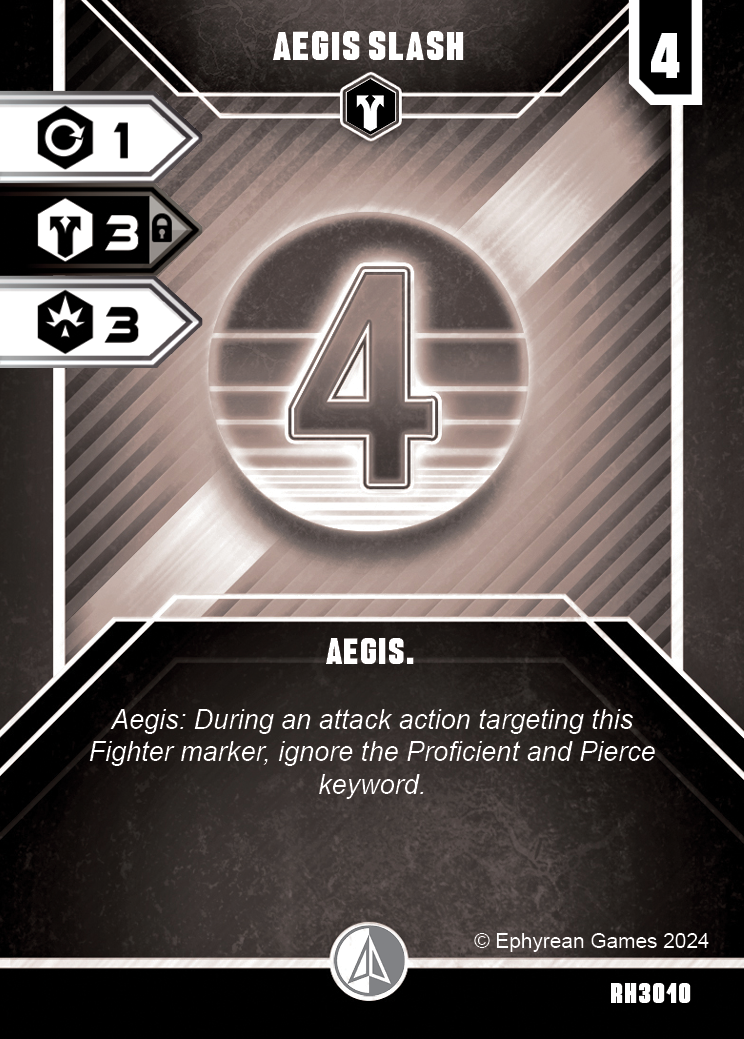 AEGIS SLASH
4
1
3
3
4
AEGIS.
Aegis: During an attack action targeting this
Fighter marker, ignore the Proficient and Pierce
keyword.
© Ephyrean Games 2024
RH3010